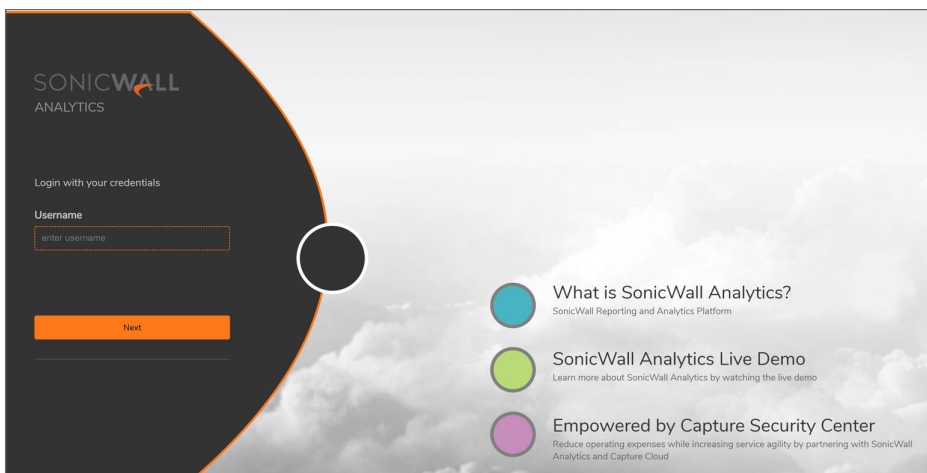 SONICWALL
ANALYTICS
Login with your credentials
Username
enter username
Next
What is SonicWall Analytics?
SonicWall Reporting and Analytics Platform
SonicWall Analytics Live Demo
Learn more about SonicWall Analytics by watching the live demo
Empowered by Capture Security Center
Reduce operating expenses while increasing service agility by partnering with SonicWall
Analytics and Capture Cloud